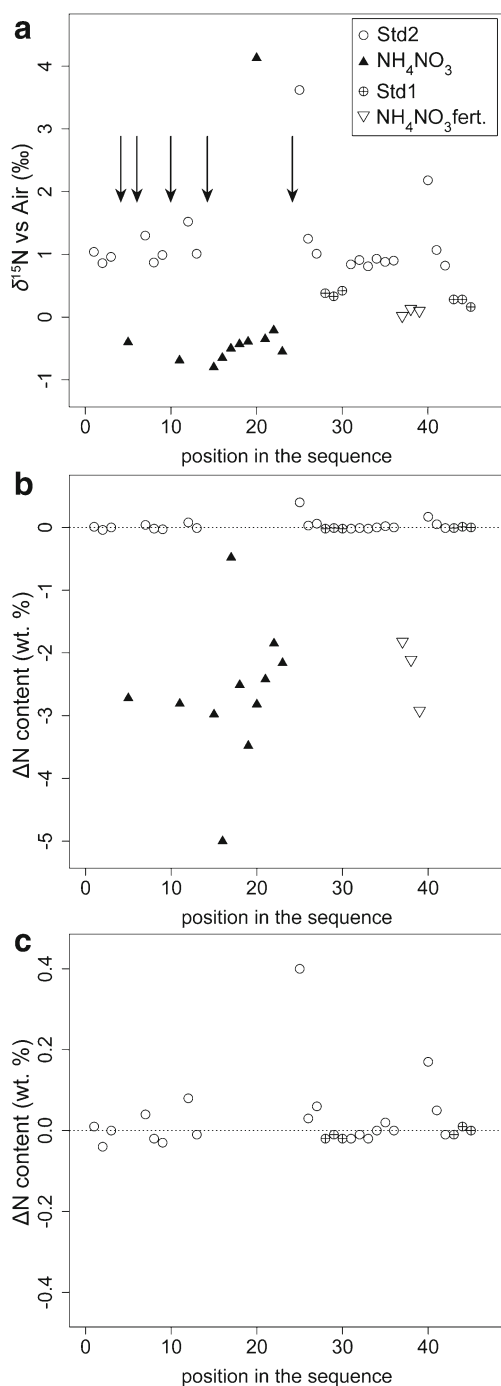 a
Std2
NH4NO3
Std1
NH4NO3fert.
δ15N vs Air (‰)
4
3
2
1
0
-1
0 10 20 30 40
position in the sequence
b
ΔN content (wt. %)
0
-1
-2
-3
-4
-5
0 10 20 30 40
position in the sequence
c
ΔN content (wt. %)
0.4
0.2
0.0
-0.2
-0.4
0 10 20 30 40
position in the sequence